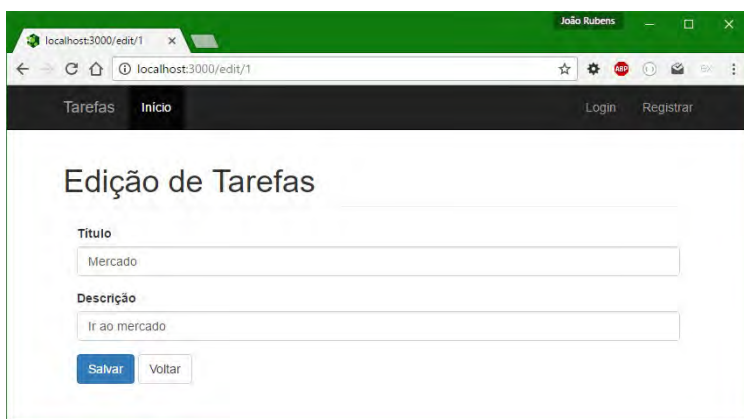 João Rubens
localhost:3000/edit/1
localhost:3000/edit/1
ABP
Tarefas Início Login Registrar
Edição de Tarefas
Título
Mercado
Descrição
Ir ao mercado
Salvar Voltar